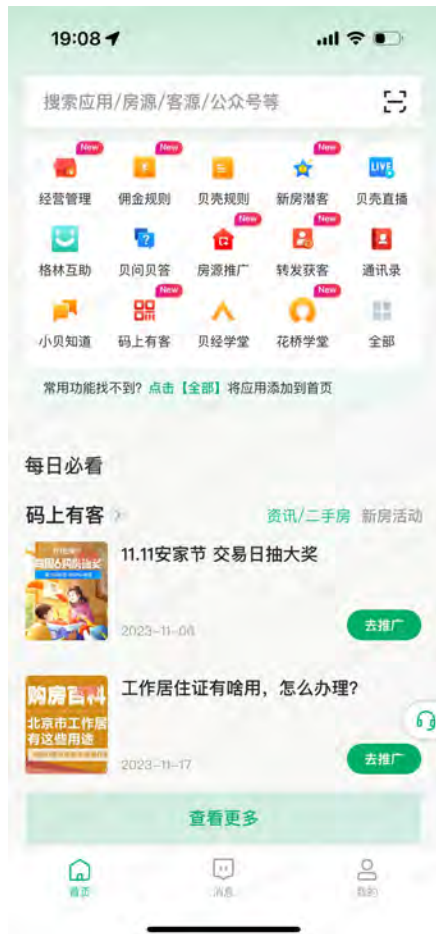 19:08
搜索应用/房源/客源/公众号等
New New New
经营管理 佣金规则 贝壳规则 新房潜客 贝壳直播
LIVE
New New
格林互助 贝问贝答 房源推广 转发获客 通讯录
New New
小贝知道 码上有客 贝经学堂 花桥学堂 全部
常用功能找不到? 点击【全部】将应用添加到首页
每日必看
码上有客 >
资讯/二手房 新房活动
11.11安家节 交易日抽大奖
去推广
购房百科
北京市工作居
有这些用途
工作居住证有啥用，怎么办理?
2023-11-17
去推广
查看更多
首页 消息 我的